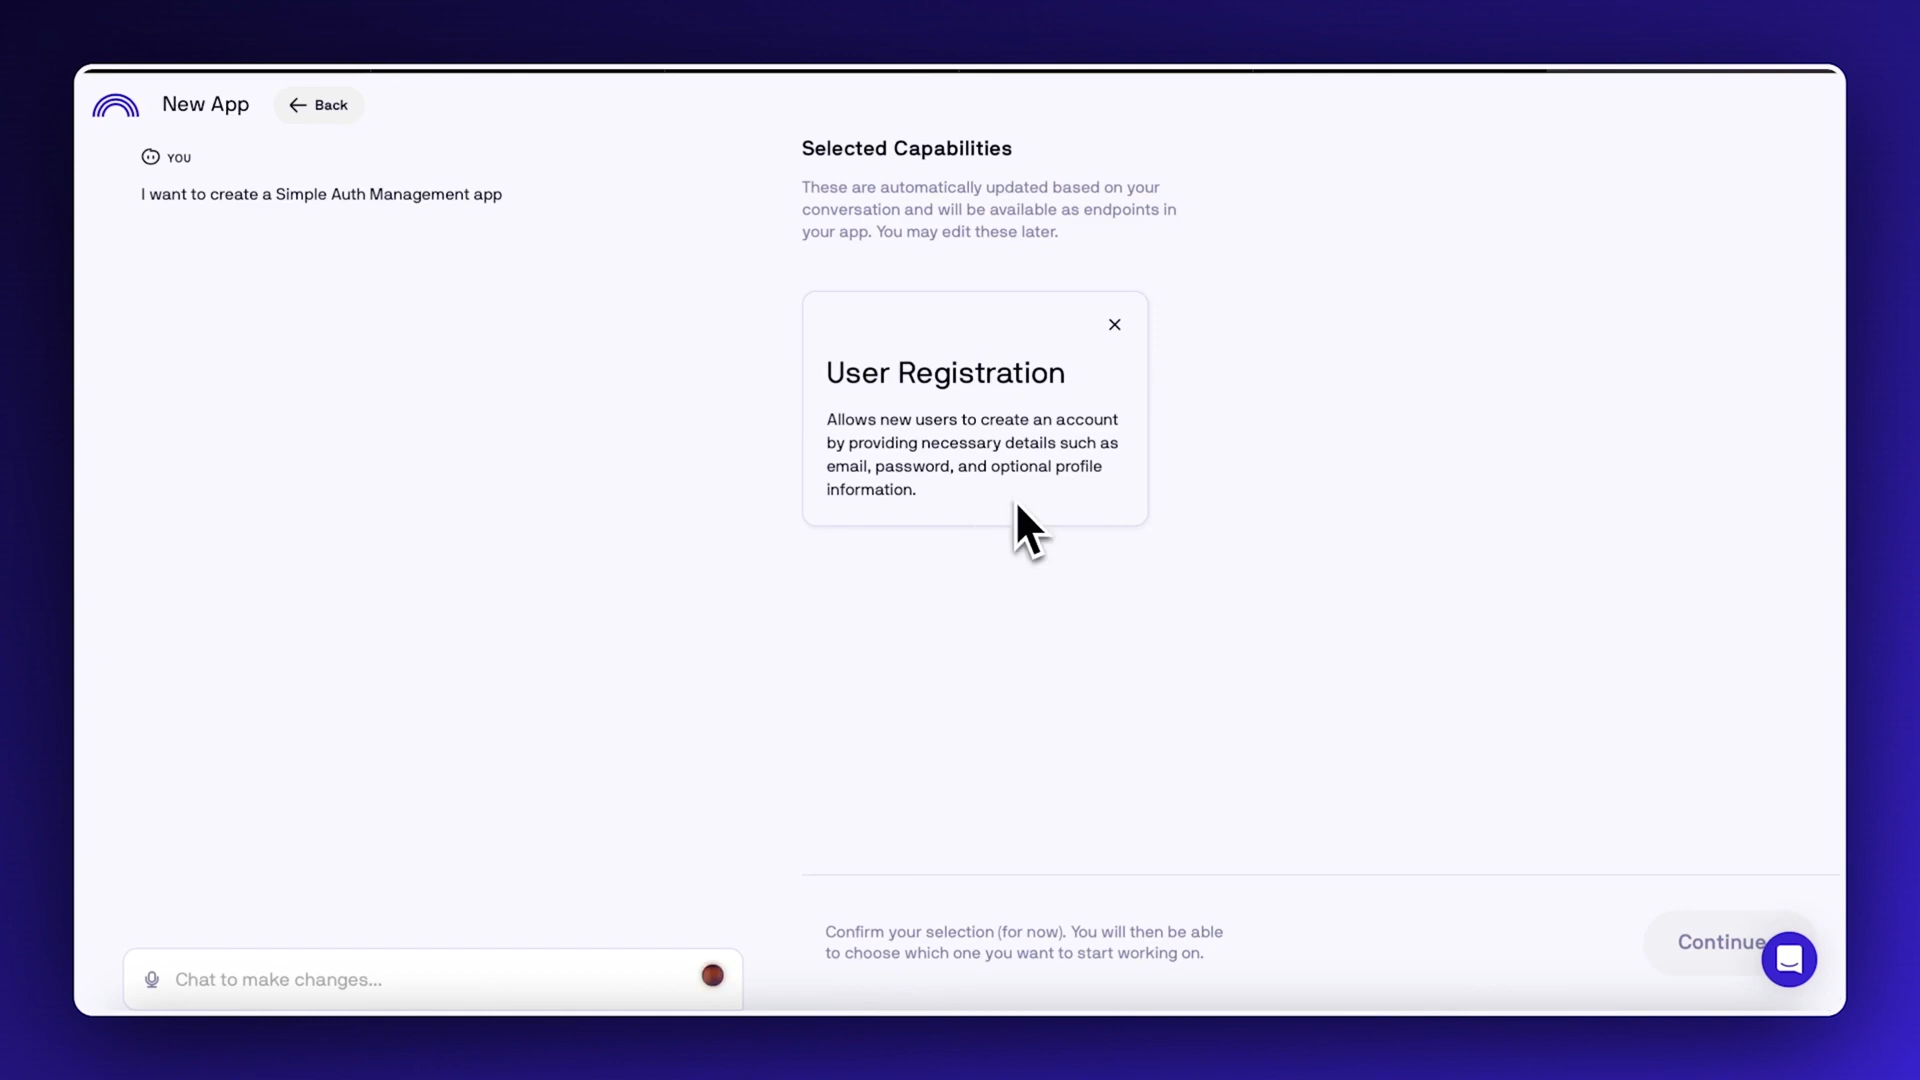 New App
Back
YOU
I want to create a Simple Auth Management app
Selected Capabilities
These are automatically updated based on your
conversation and will be available as endpoints in
your app. You may edit these later.
User Registration
Allows new users to create an account
by providing necessary details such as
email, password, and optional profile
information.
Confirm your selection (for now). You will then be able
to choose which one you want to start working on.
Continue
Chat to make changes...